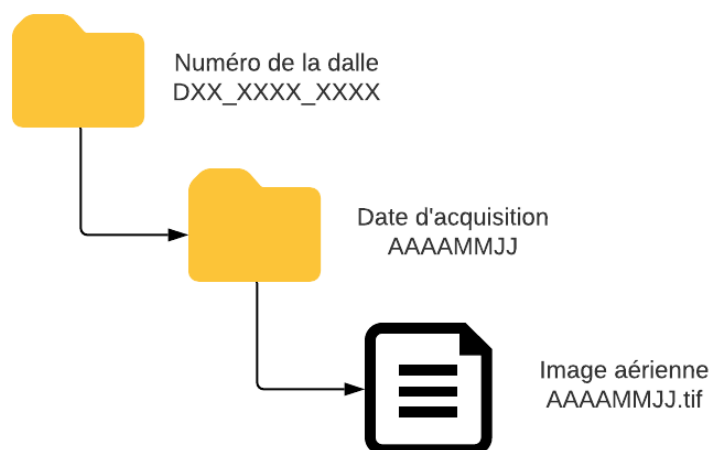 Numéro de la dalle
DXX_XXXX_XXXX
Date d'acquisition
AAAAMMJJ
Image aérienne
AAAAMMJJ.tif